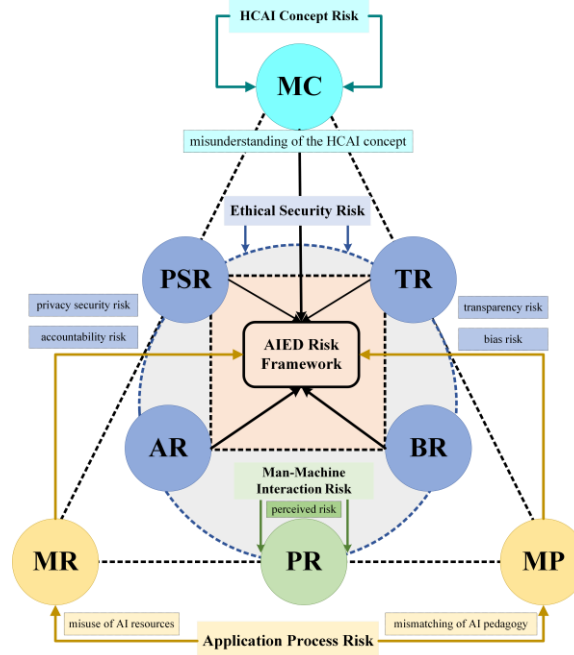 HCAI Concept Risk
MC
misunderstanding of the HCAI concept
Ethical Security Risk
PSR
TR
privacy security risk
transparency risk
accountability risk
bias risk
AIED Risk
Framework
AR
BR
Man-Machine
Interaction Risk
perceived risk
MR
PR
MP
misuse of AI resources
mismatching of AI pedagogy
Application Process Risk